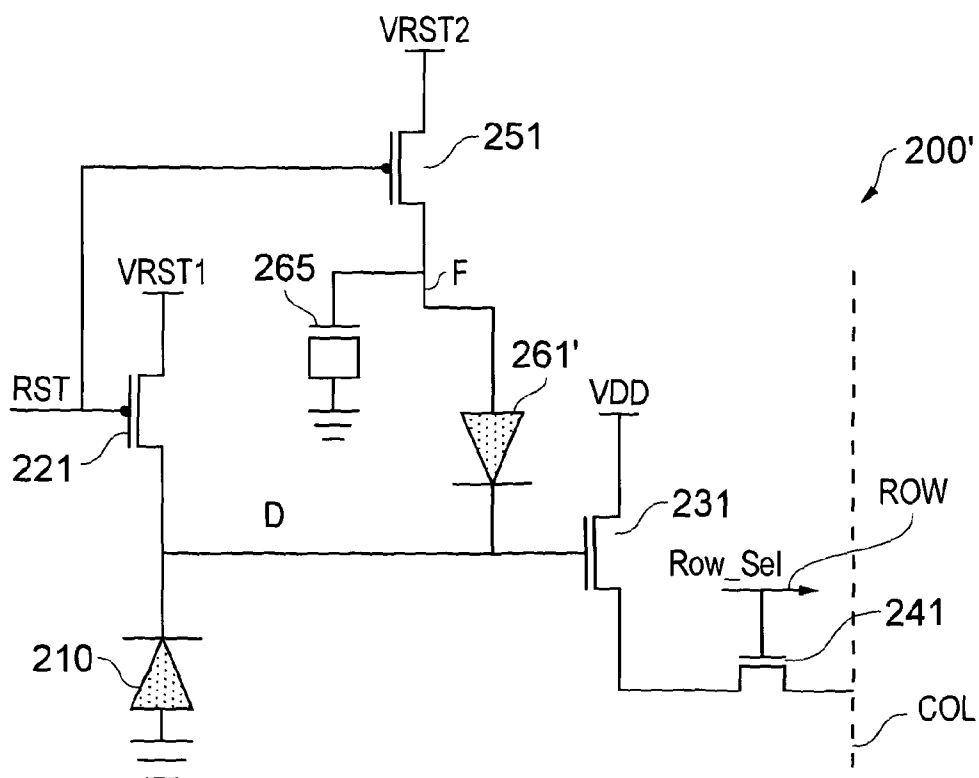 VRST2
251
200'
VRST1
265
F
261'
RST
VDD
221
D
231
ROW
Row_Sel
241
210
COL